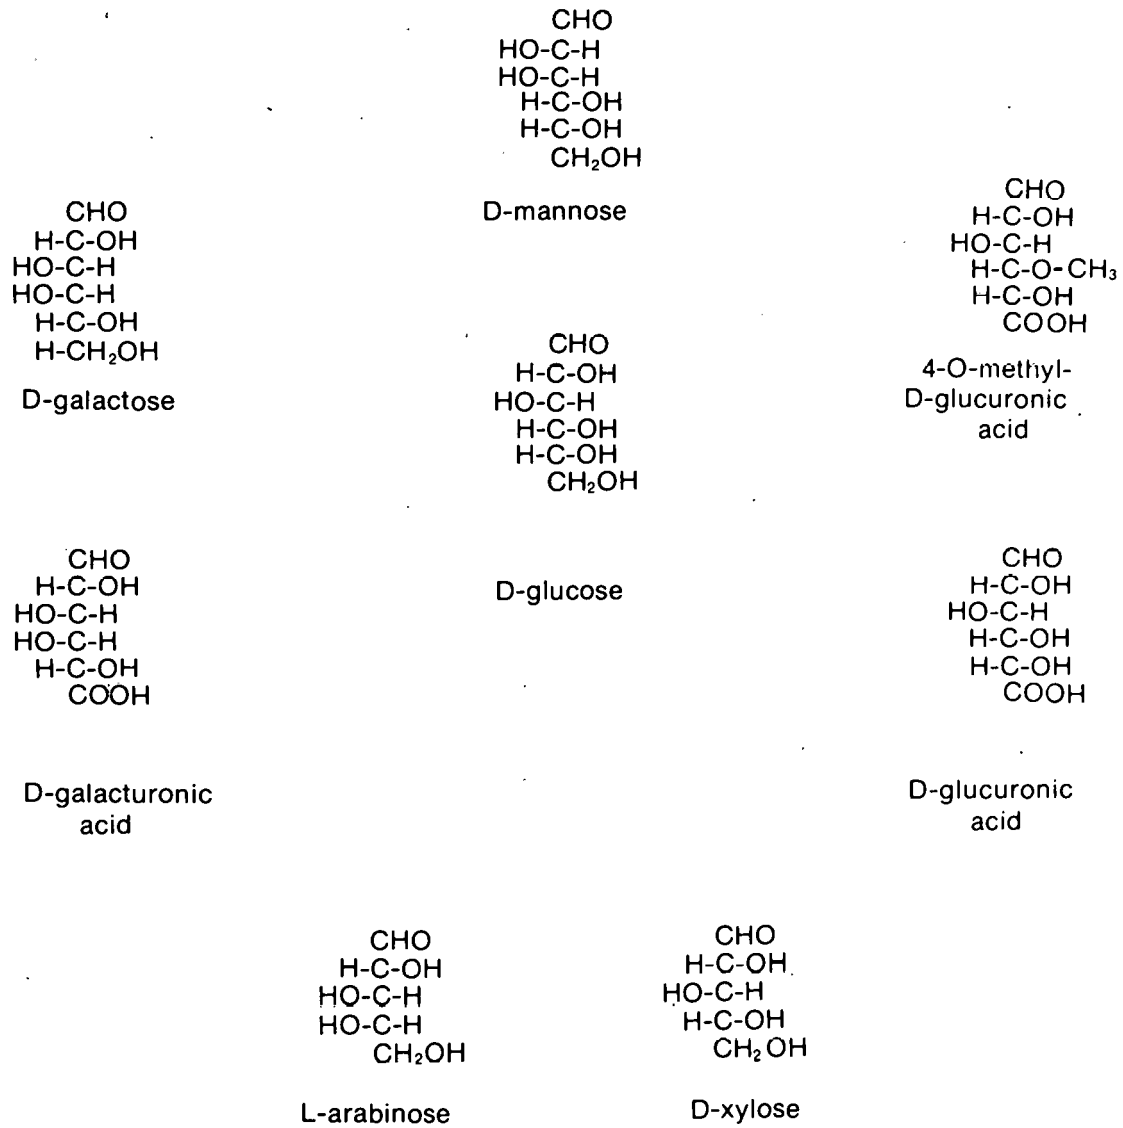 CHO
HO-C-H
HO-C-H
H-C-OH
H-C-OH
CH₂OH
D-mannose
CHO
H-C-OH
HO-C-H
HO-C-H
H-C-OH
H-CH₂OH
D-galactose
CHO
H-C-OH
HO-C-H
H-C-O-CH₃
H-C-OH
COOH
4-O-methyl-
D-glucuronic
acid
CHO
H-C-OH
HO-C-H
H-C-OH
H-C-OH
CH₂OH
D-glucose
CHO
H-C-OH
HO-C-H
HO-C-H
H-C-OH
COOH
D-galacturonic
acid
CHO
H-C-OH
HO-C-H
H-C-OH
H-C-OH
COOH
D-glucuronic
acid
CHO
H-C-OH
HO-C-H
HO-C-H
CH₂OH
L-arabinose
CHO
H-C-OH
HO-C-H
H-C-OH
CH₂OH
D-xylose